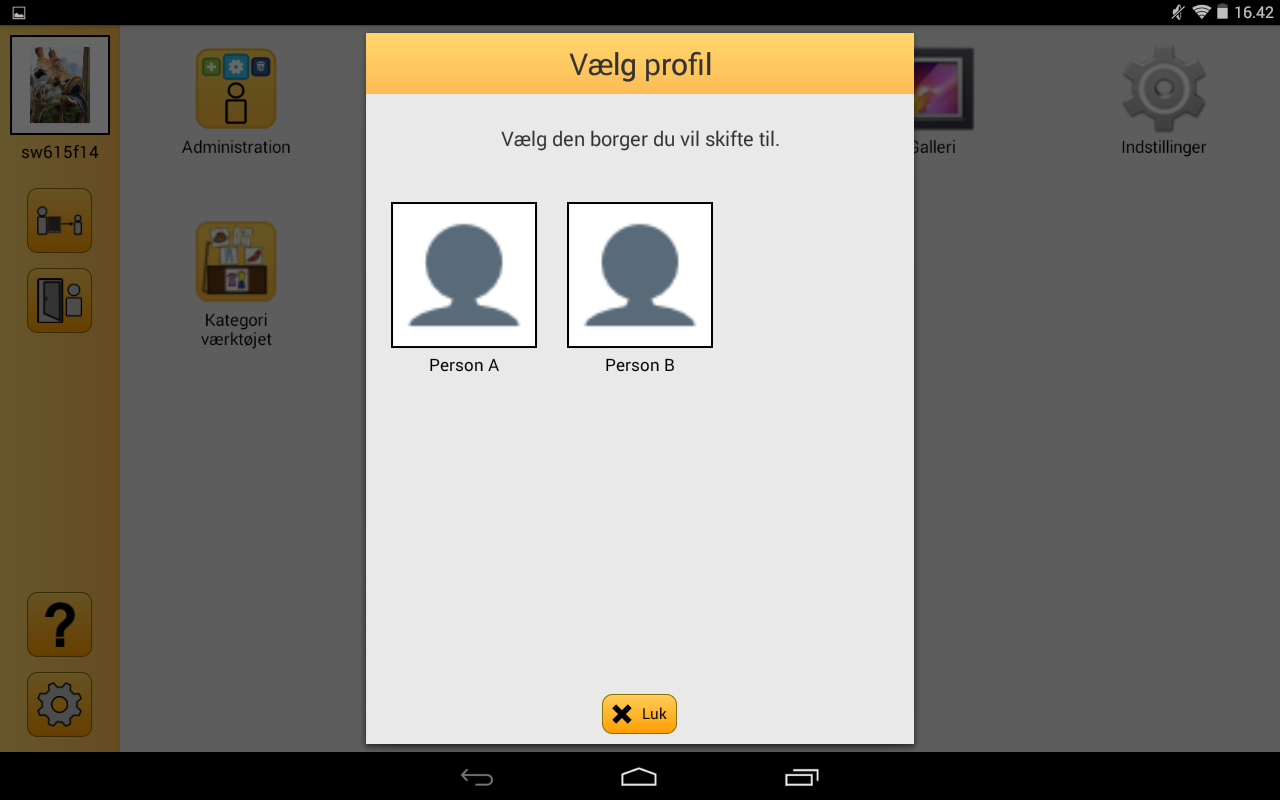 16.42
Vælg profil
Vælg den borger du vil skifte til.
sw615f14
Administration
Galleri
Indstillinger
Kategori
værktøjet
Person A
Person B
?
Luk